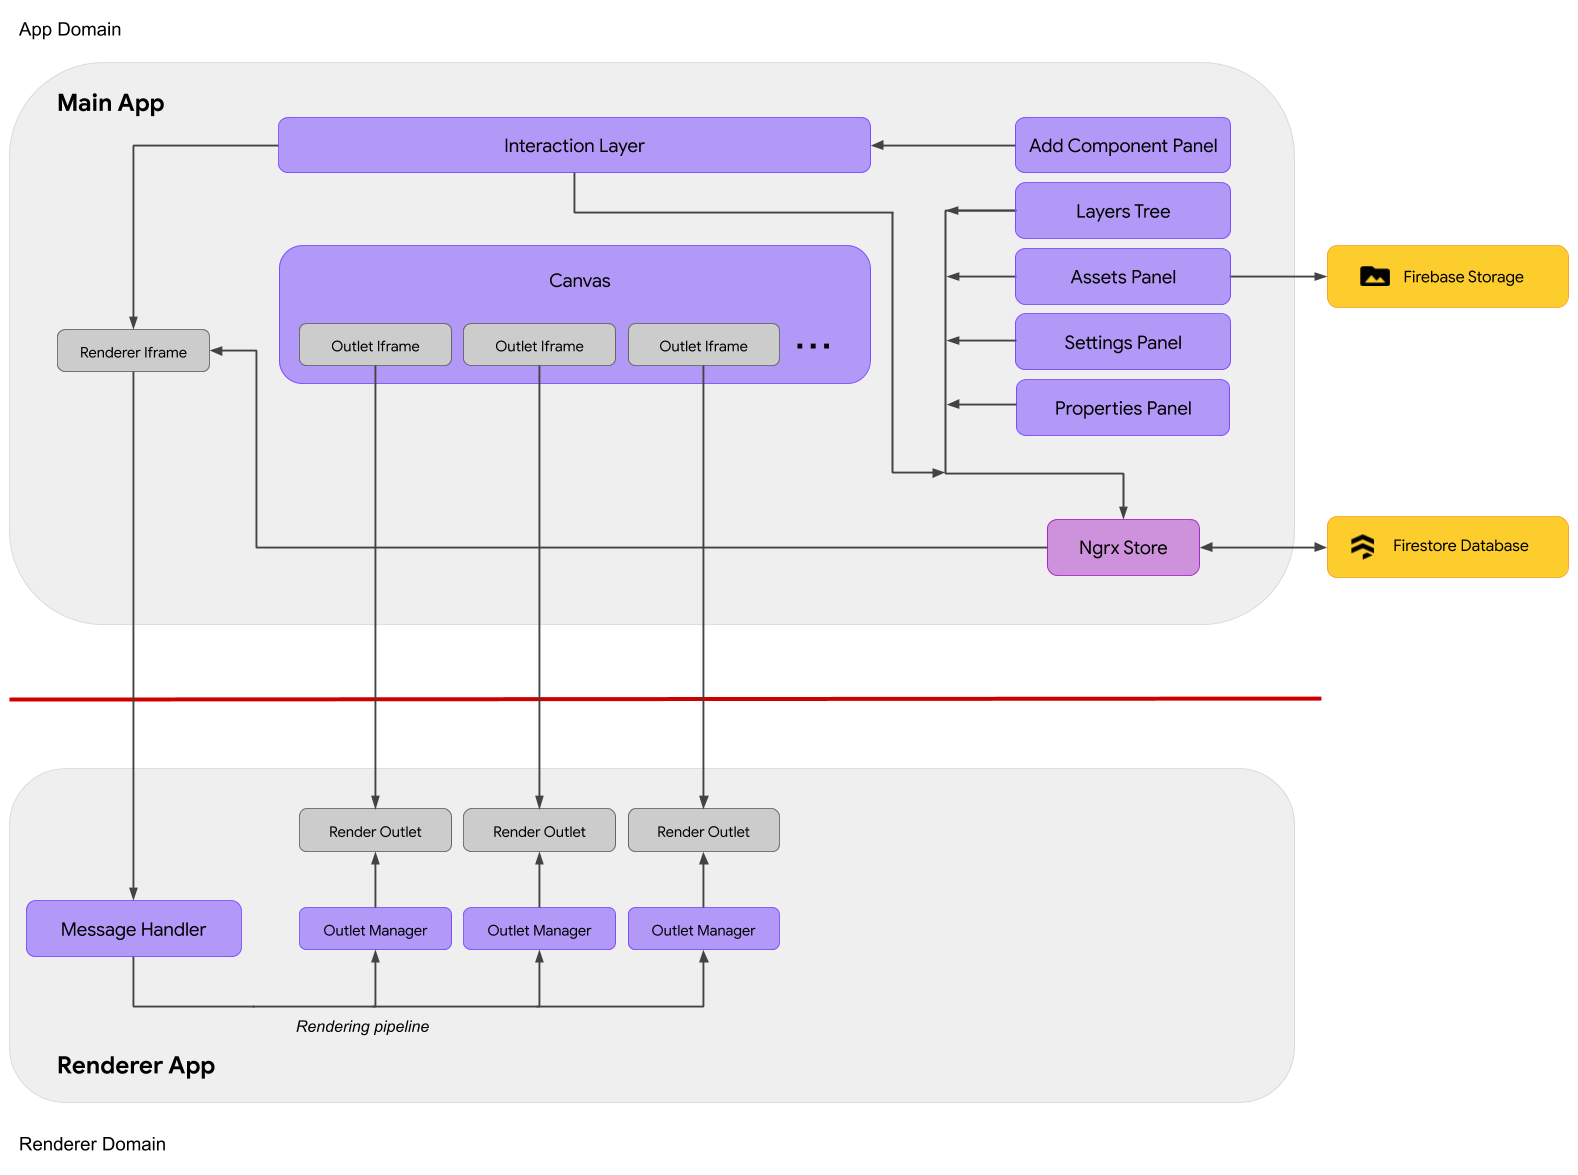 App Domain
Main App
Interaction Layer
Add Component Panel
Layers Tree
Canvas
Assets Panel
Firebase Storage
Renderer Iframe
Outlet Iframe
Outlet Iframe
Outlet Iframe
...
Settings Panel
Properties Panel
Ngrx Store
Firestore Database
Render Outlet
Render Outlet
Render Outlet
Message Handler
Outlet Manager
Outlet Manager
Outlet Manager
Rendering pipeline
Renderer App
Renderer Domain